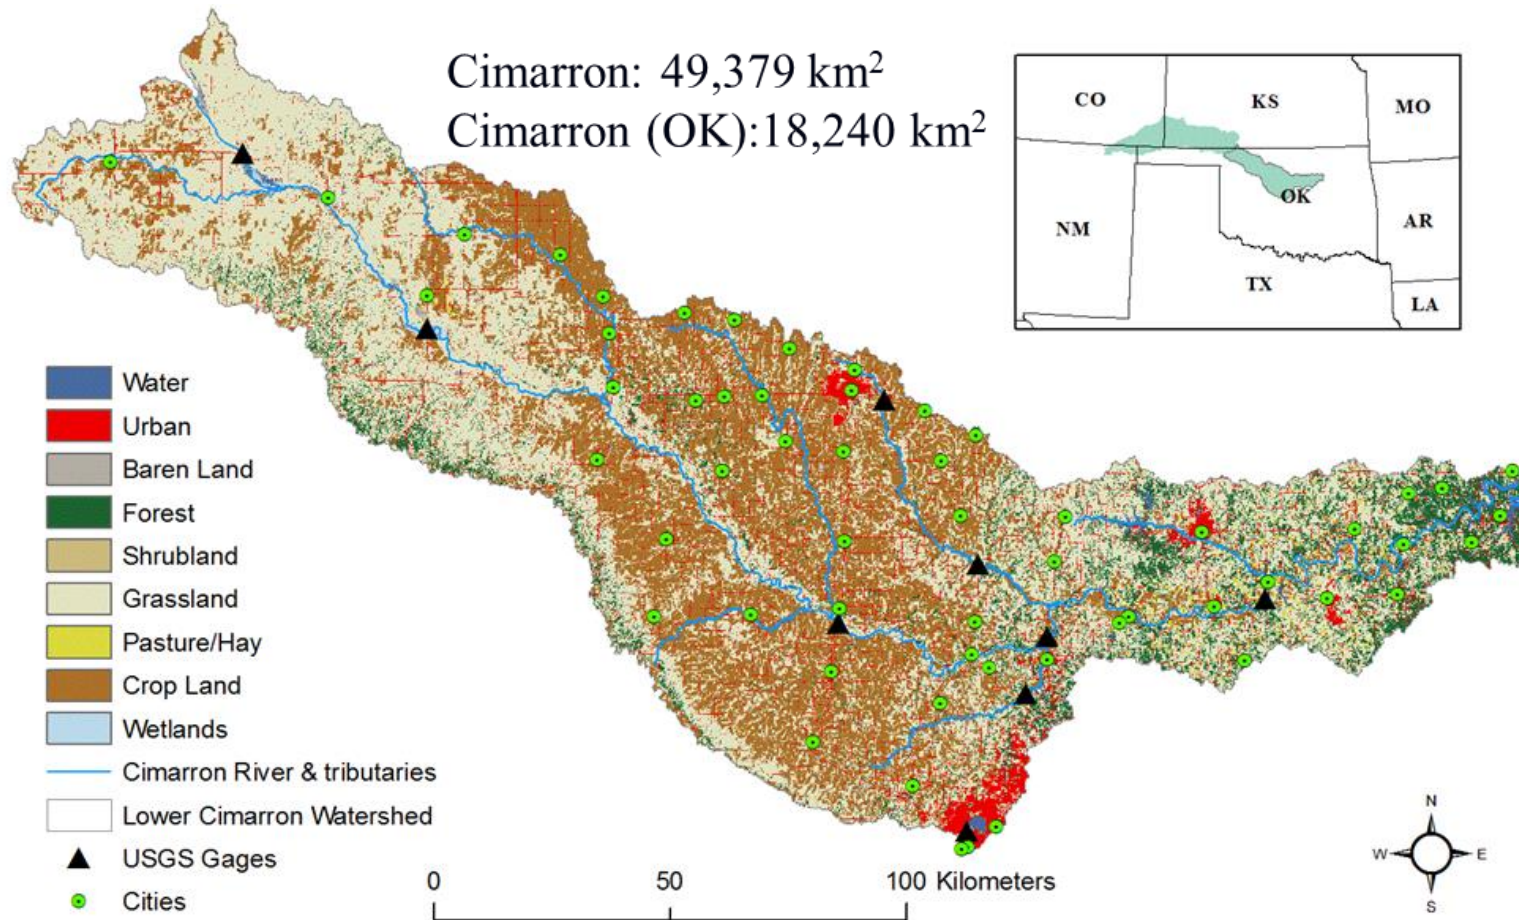 Cimarron: 49,379 km²
Cimarron (OK):18,240 km²
CO
KS
MO
OK
NM
AR
TX
LA
Water
Urban
Baren Land
Forest
Shrubland
Grassland
Pasture/Hay
Crop Land
Wetlands
Cimarron River & tributaries
Lower Cimarron Watershed
USGS Gages
Cities
0 50 100 Kilometers
N
W E
S